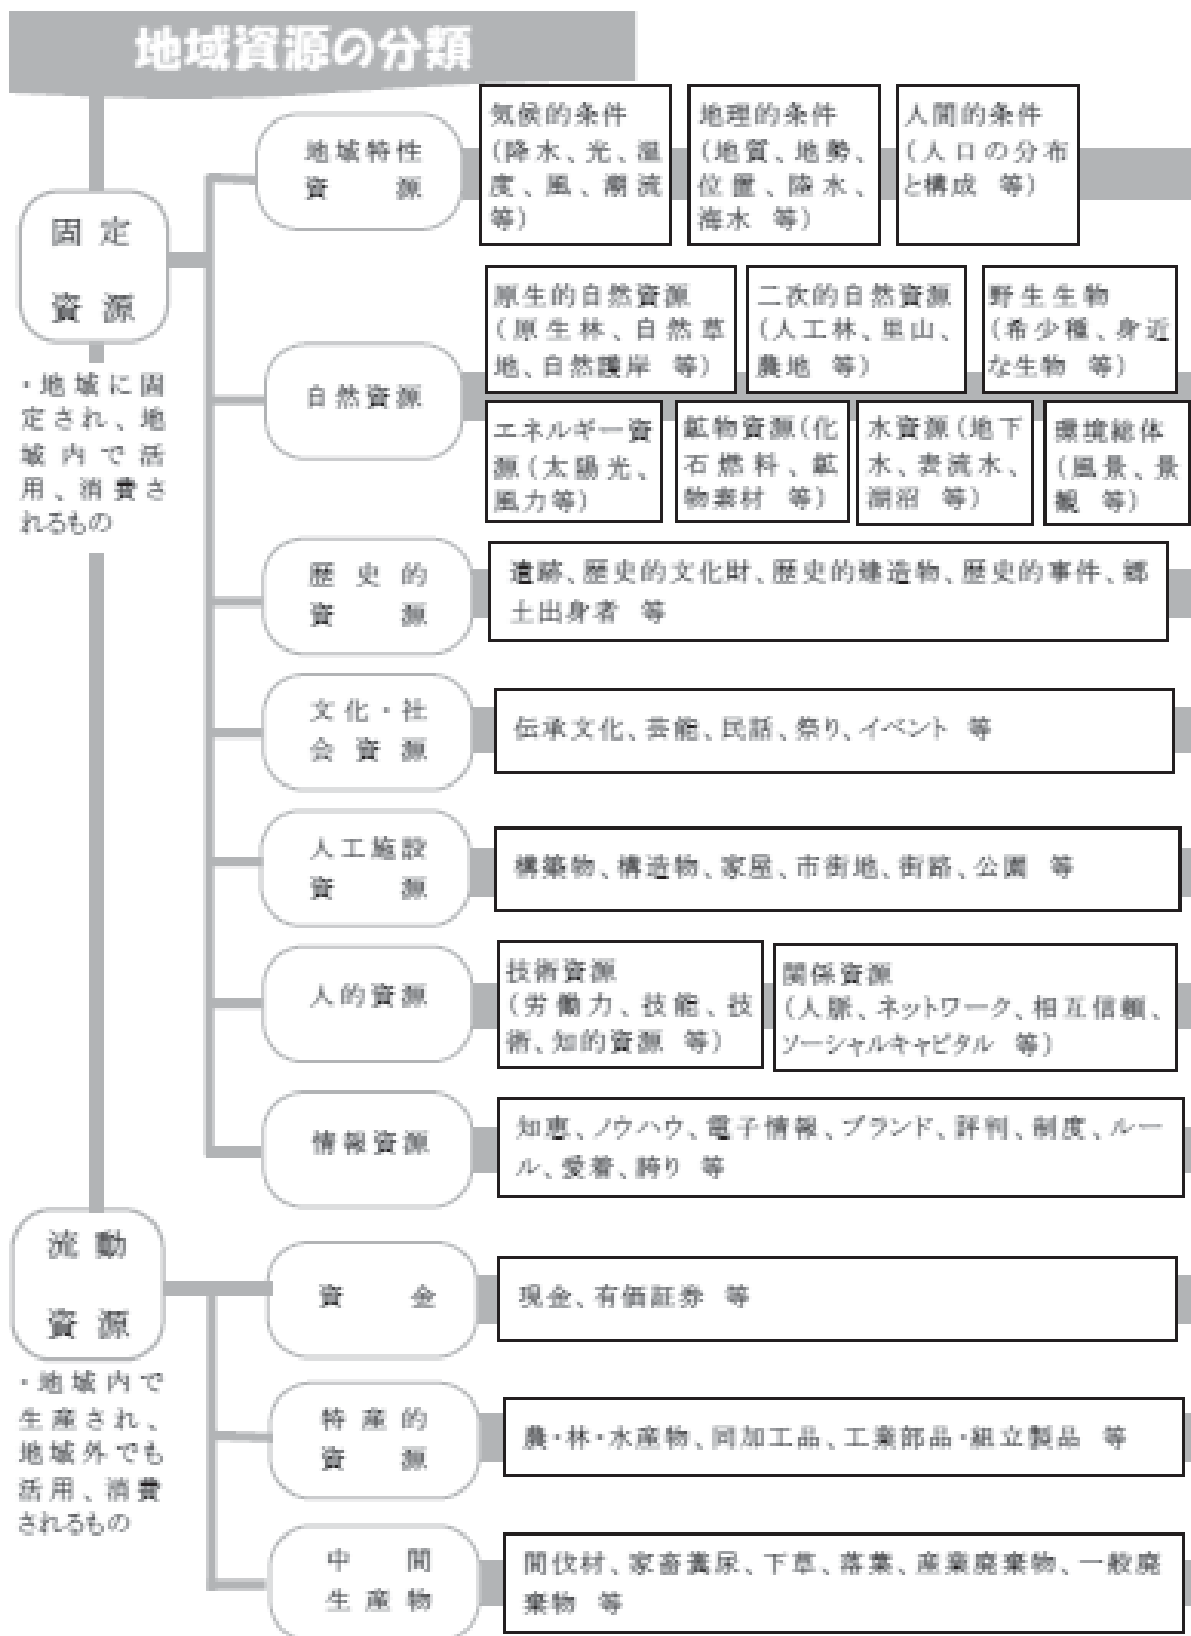 地域資源の分類
固定
資源
・地域に固
定され、地
域内で活
用、消費さ
れるもの
地域特性
資源
気候的条件
(降水、光、温
度、風、潮流
等)
地理的条件
(地質、地勢、
位置、陸水、
海水 等)
人間的条件
(人口の分布
と構成 等)
自然資源
原生的自然資源
(原生林、自然草
地、自然護岸 等)
二次的自然資源
(人工林、里山、
農地 等)
野生生物
(希少種、身近
な生物 等)
エネルギー資
源(太陽光、
風力等)
鉱物資源(化
石燃料、鉱
物素材 等)
水資源(地下
水、表流水、
湖沼 等)
環境総体
(風景、景
観 等)
歴史的
資源
遺跡、歴史的文化財、歴史的建造物、歴史的事件、郷
土出身者 等
文化・社
会資源
伝承文化、芸能、民話、祭り、イベント 等
人工施設
資源
構築物、構造物、家屋、市街地、街路、公園 等
人的資源
技術資源
(労働力、技能、技
術、知的資源 等)
関係資源
(人脈、ネットワーク、相互信頼、
ソーシャルキャピタル 等)
情報資源
知恵、ノウハウ、電子情報、ブランド、評判、制度、ルー
ル、愛着、誇り 等
流動
資源
・地域内で
生産され、
地域外でも
活用、消費
されるもの
資金
現金、有価証券 等
特産的
資源
農・林・水産物、同加工品、工業部品・組立製品 等
中間
生産物
間伐材、家畜糞尿、下草、落葉、産業廃棄物、一般廃
棄物 等